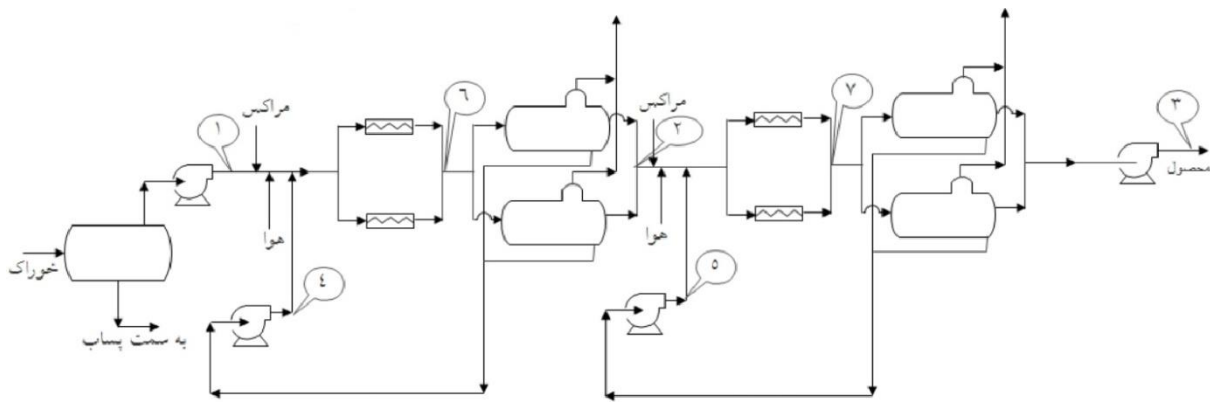 مراکس
۶
مراکس
۷
۱
۲
۳
محصول
هوا
هوا
خوراک
۴
۵
به سمت پساب